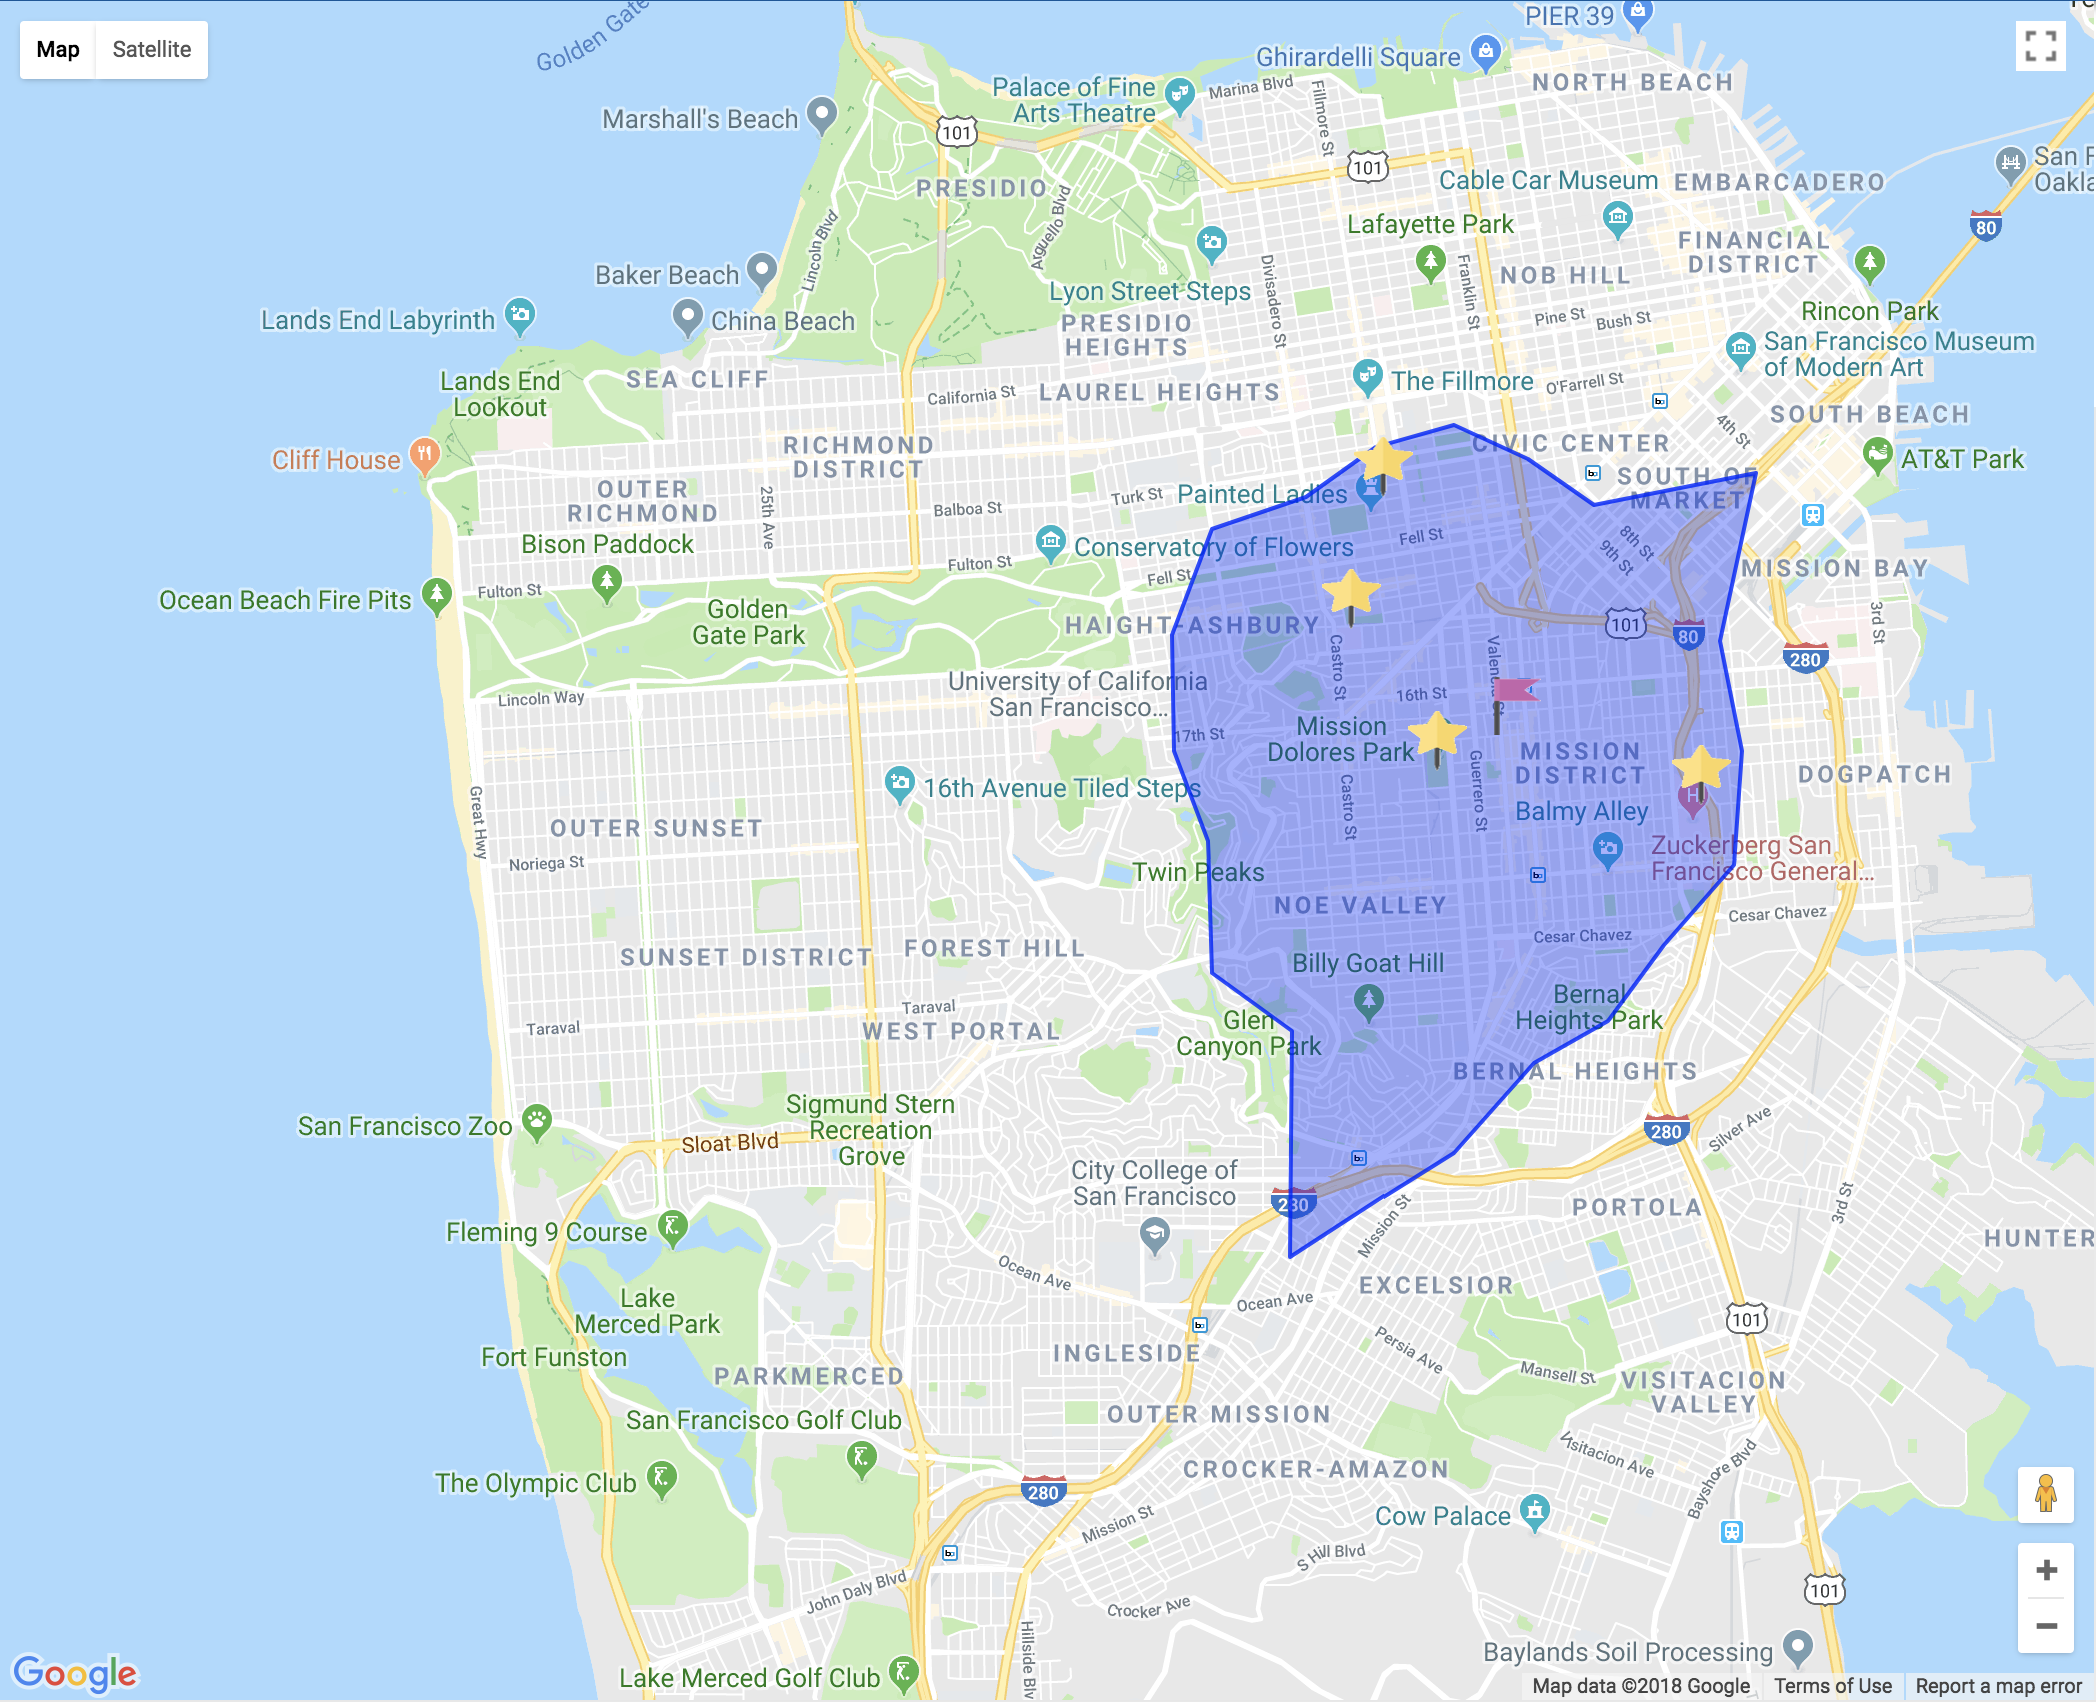 Map
Satellite
Golden Gate
PIER 39
Ghirardelli Square
NORTH BEACH
Palace of Fine
Arts Theatre
Marina Blvd
Fillmore St
Marshall's Beach
101
101
San F
Oakla
PRESIDIO
Arguello Blvd
Cable Car Museum
EMBARCADERO
Lafayette Park
80
Lincoln Blvd
FINANCIAL
DISTRICT
Baker Beach
Divisadero St
Franklin St
NOB HILL
Lyon Street Steps
Rincon Park
Lands End Labyrinth
China Beach
PRESIDIO
HEIGHTS
Pine St
Bush St
San Francisco Museum
of Modern Art
Lands End
Lookout
SEA CLIFF
California St
LAUREL HEIGHTS
The Fillmore
O'Farrell St
SOUTH BEACH
4th St
RICHMOND
DISTRICT
CIVIC CENTER
Cliff House
AT&T Park
OUTER
RICHMOND
25th Ave
Balboa St
Turk St
Painted Ladies
SOUTH OF
MARKET
Bison Paddock
Conservatory of Flowers
Fell St
8th St
9th St
MISSION BAY
Fulton St
Fulton St
Fell St
Ocean Beach Fire Pits
Golden
Gate Park
HAIGHT-ASHBURY
101
80
3rd St
280
Castro St
Lincoln Way
University of California
San Francisco...
16th St
17th St
Mission
Dolores Park
MISSION
DISTRICT
DOGPATCH
Guerrero St
Great Hwy
16th Avenue Tiled Steps
Castro St
Balmy Alley
OUTER SUNSET
Noriega St
Zuckerberg San
Francisco General...
Twin Peaks
NOE VALLEY
Cesar Chavez
Cesar Chavez
SUNSET DISTRICT
FOREST HILL
Billy Goat Hill
Bernal
Heights Park
Taraval
Taraval
WEST PORTAL
Glen
Canyon Park
BERNAL HEIGHTS
San Francisco Zoo
Sigmund Stern
Recreation
Grove
Sloat Blvd
280
Silver Ave
City College of
San Francisco
280
Mission St
PORTOLA
3rd St
Fleming 9 Course
HUNTER
Ocean Ave
EXCELSIOR
Lake
Merced Park
Ocean Ave
101
Fort Funston
INGLESIDE
Persia Ave
Mansell St
PARKMERCED
VISITACION
VALLEY
San Francisco Golf Club
OUTER MISSION
Visitacion Ave
Bayshore Blvd
The Olympic Club
CROCKER-AMAZON
280
Mission St
Cow Palace
S Hill Blvd
John Daly Blvd
Crocker Ave
101
Hillside Blv
Baylands Soil Processing
Google
Lake Merced Golf Club
Map data ©2018 Google
Terms of Use
Report a map error